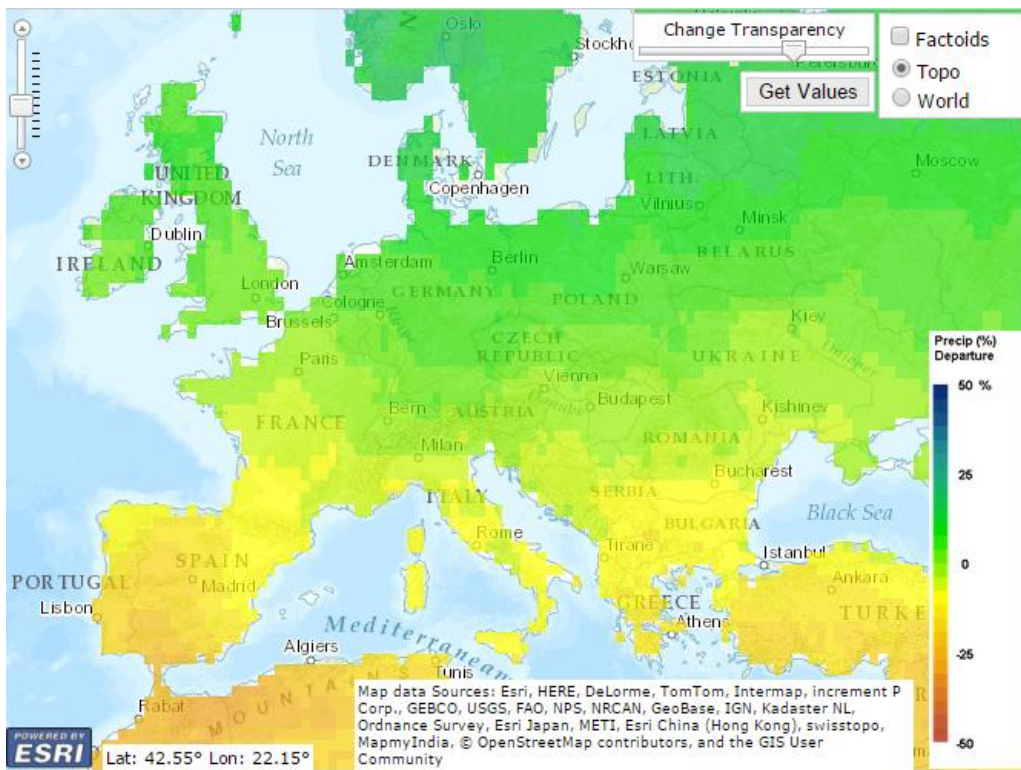 Oslo
Stockho
Helsinki
Change Transparency
Get Values
Factoids
Topo
World
Petersburg
ESTONIA
LATVIA
Moscow
North
Sea
DENMARK
Copenhagen
LITH.
Vilnius
Minsk
UNITED
KINGDOM
Dublin
IRELAND
London
Amsterdam
Berlin
Warsaw
BELARUS
Cologne
GERMANY
POLAND
Rhine
Brussels
Paris
CZECH
REPUBLIC
Kiev
UKRAINE
Dnieper
Vienna
Danube
Budapest
FRANCE
Bern
AUSTRIA
Kishinev
Milan
ROMANIA
Bucharest
ITALY
SERBIA
BULGARIA
Black Sea
Rome
Tirane
Istanbul
PORTUGAL
SPAIN
Madrid
Lisbon
Ankara
TURKE
GREECE
Athens
Mediterranean
Algiers
Tunis
Rabat
MOUNTAINS
Precip (%)
Departure
50 %
25
0
-25
-50
Map data Sources: Esri, HERE, DeLorme, TomTom, Intermap, increment P
Corp., GEBCO, USGS, FAO, NPS, NRCAN, GeoBase, IGN, Kadaster NL,
Ordnance Survey, Esri Japan, METI, Esri China (Hong Kong), swisstopo,
MapmyIndia, © OpenStreetMap contributors, and the GIS User
Community
POWERED BY
ESRI
Lat: 42.55° Lon: 22.15°